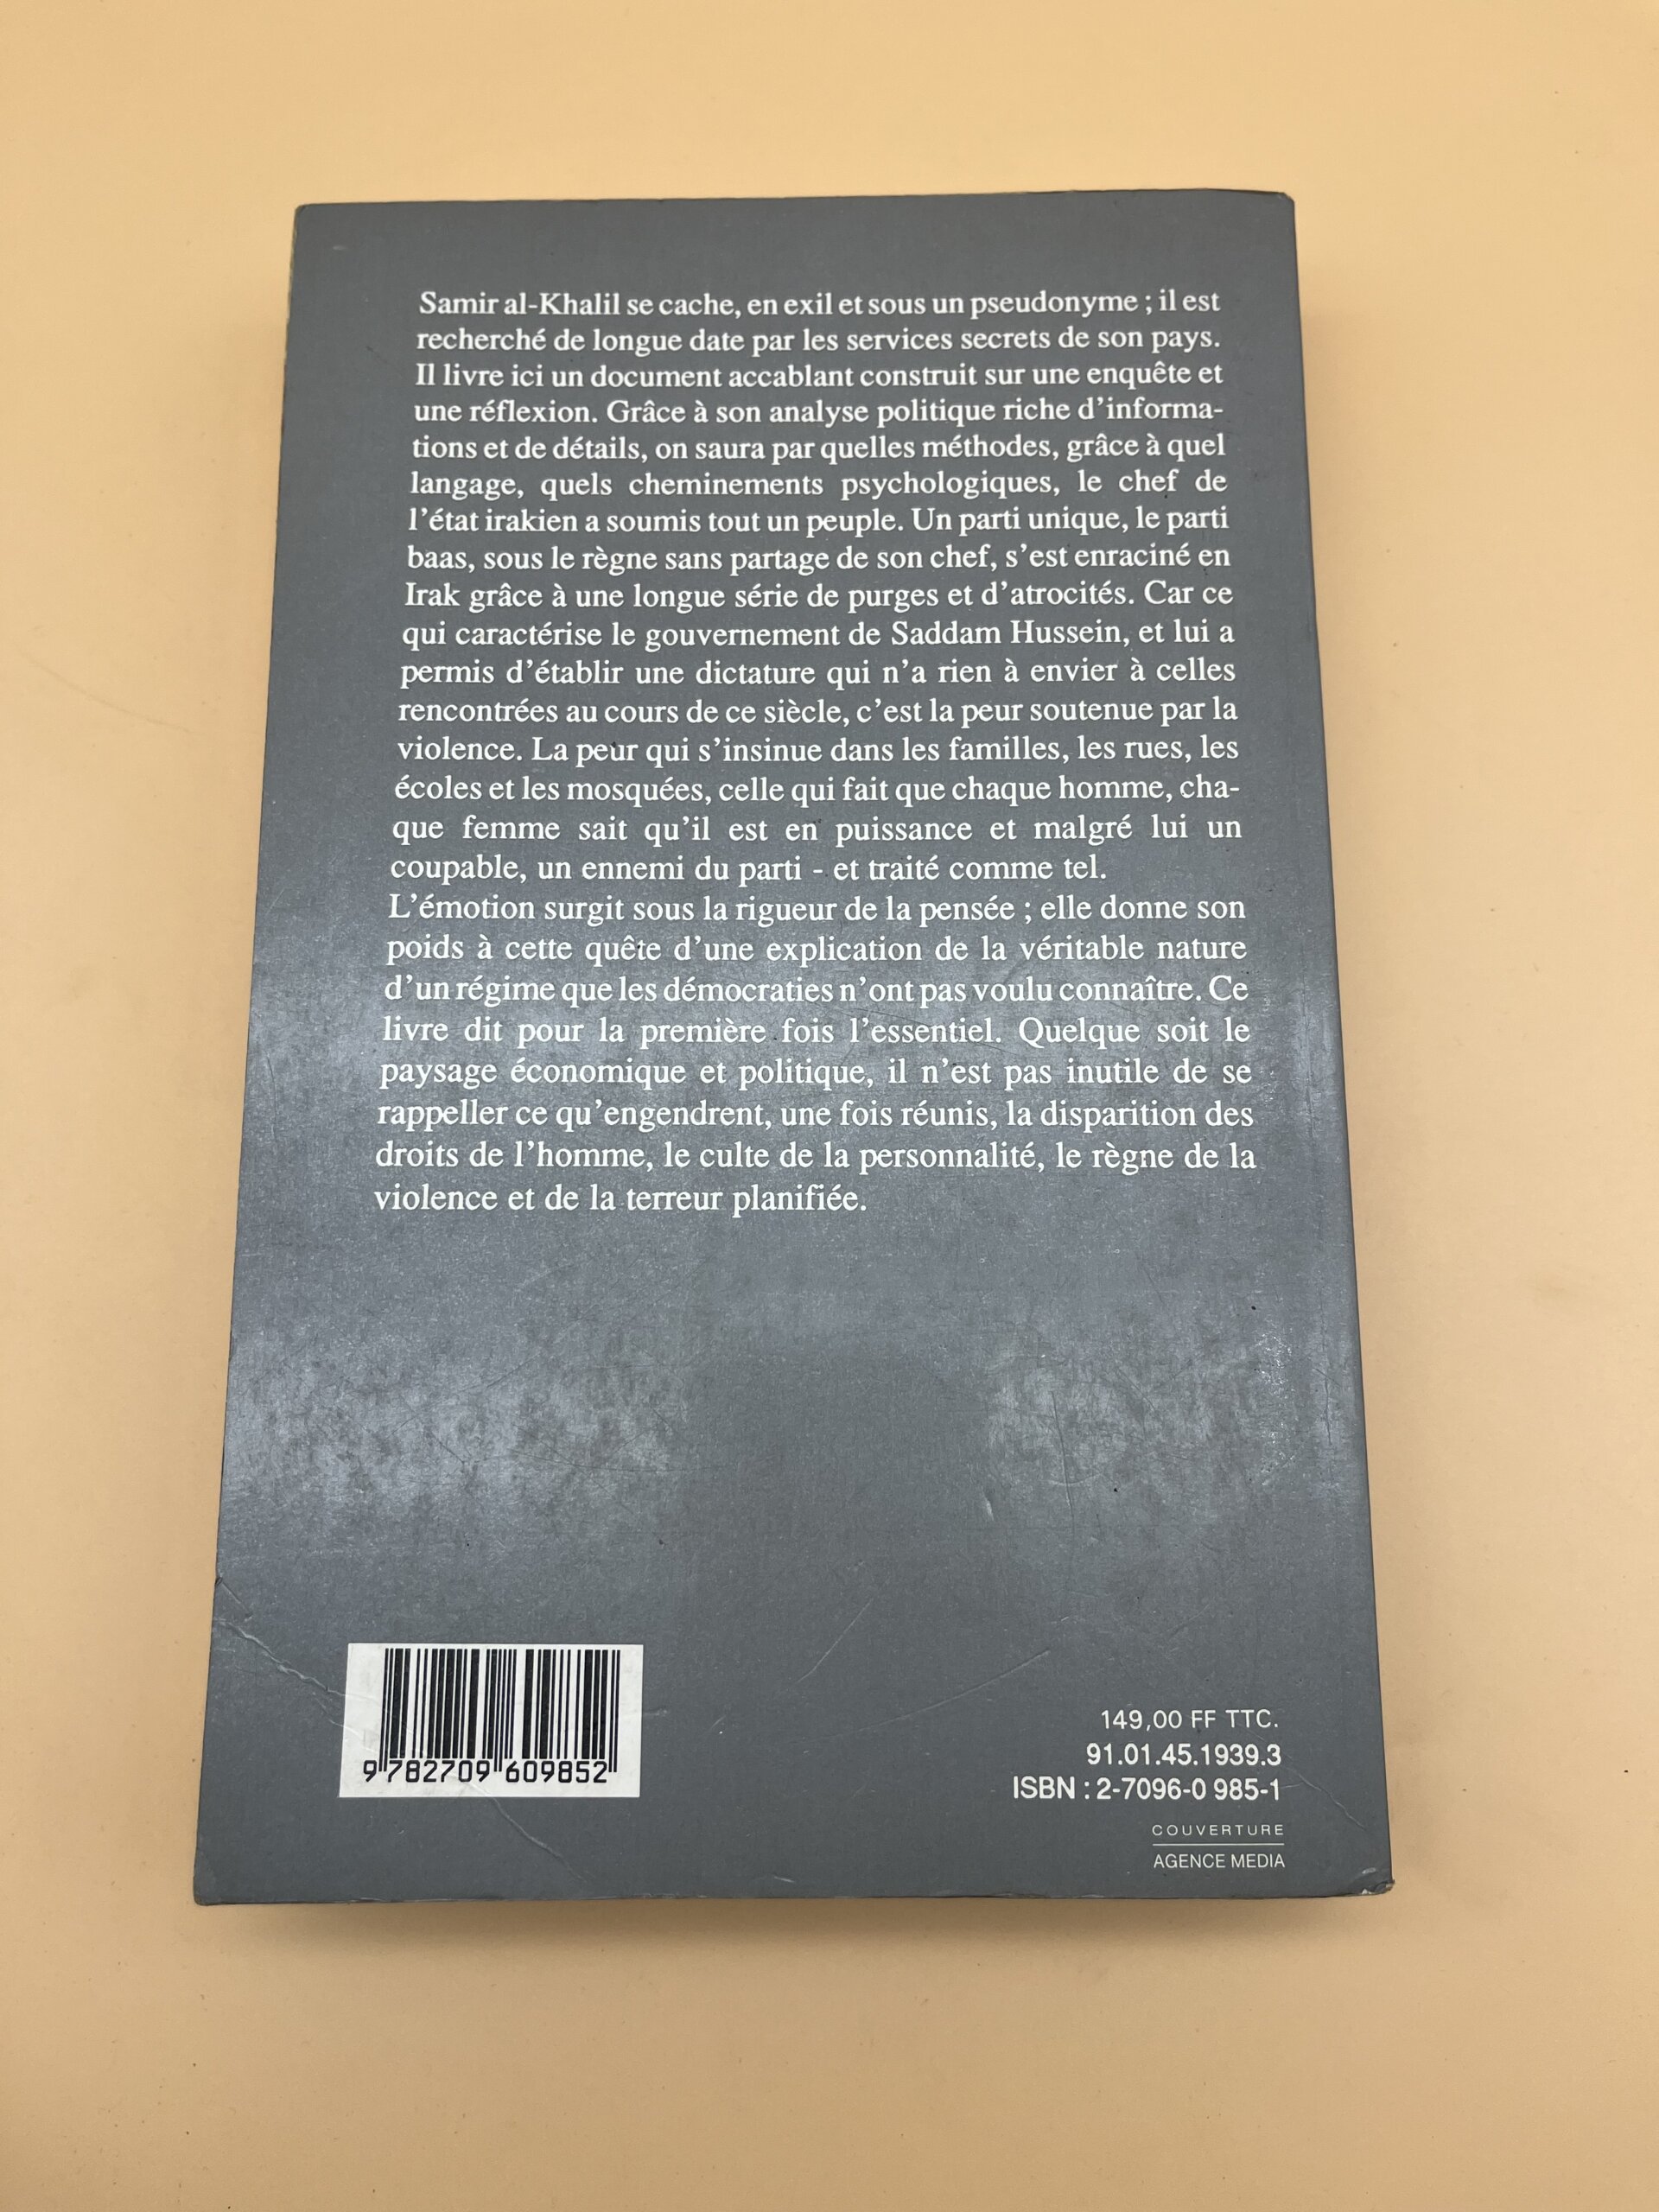 Samir al-Khalil se cache, en exil et sous un pseudonyme ; il est
recherché de longue date par les services secrets de son pays.
Il livre ici un document accablant construit sur une enquête et
une réflexion. Grâce à son analyse politique riche d'informa-
tions et de détails, on saura par quelles méthodes, grâce à quel
langage, quels cheminements psychologiques, le chef de
l'état irakien a soumis tout un peuple. Un parti unique, le parti
baas, sous le règne sans partage de son chef, s'est enraciné en
Irak grâce à une longue série de purges et d'atrocités. Car ce
qui caractérise le gouvernement de Saddam Hussein, et lui a
permis d'établir une dictature qui n'a rien à envier à celles
rencontrées au cours de ce siècle, c'est la peur soutenue par la
violence. La peur qui s'insinue dans les familles, les rues, les
écoles et les mosquées, celle qui fait que chaque homme, cha-
que femme sait qu'il est en puissance et malgré lui un
coupable, un ennemi du parti - et traité comme tel.
L'émotion surgit sous la rigueur de la pensée ; elle donne son
poids à cette quête d'une explication de la véritable nature
d'un régime que les démocraties n'ont pas voulu connaître. Ce
livre dit pour la première fois l'essentiel. Quelque soit le
paysage économique et politique, il n'est pas inutile de se
rappeller ce qu'engendrent, une fois réunis, la disparition des
droits de l'homme, le culte de la personnalité, le règne de la
violence et de la terreur planifiée.
9 782709 609852
149,00 FF TTC.
91.01.45.1939.3
ISBN : 2-7096-0 985-1
COUVERTURE
AGENCE MEDIA